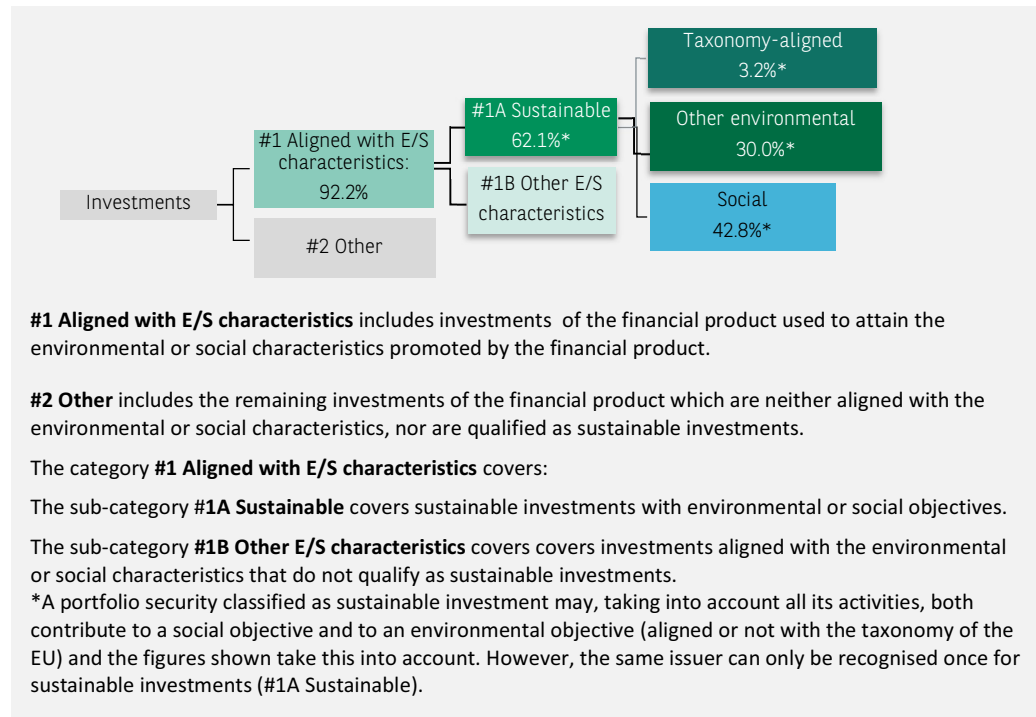 Taxonomy-aligned
3.2%*
#1A Sustainable
62.1%*
Other environmental
30.0%*
#1 Aligned with E/S
characteristics:
92.2%
#1B Other E/S
characteristics
Investments
Social
42.8%*
#2 Other
#1 Aligned with E/S characteristics includes investments of the financial product used to attain the
environmental or social characteristics promoted by the financial product.
#2 Other includes the remaining investments of the financial product which are neither aligned with the
environmental or social characteristics, nor are qualified as sustainable investments.
The category #1 Aligned with E/S characteristics covers:
The sub-category #1A Sustainable covers sustainable investments with environmental or social objectives.
The sub-category #1B Other E/S characteristics covers covers investments aligned with the environmental
or social characteristics that do not qualify as sustainable investments.
*A portfolio security classified as sustainable investment may, taking into account all its activities, both
contribute to a social objective and to an environmental objective (aligned or not with the taxonomy of the
EU) and the figures shown take this into account. However, the same issuer can only be recognised once for
sustainable investments (#1A Sustainable).